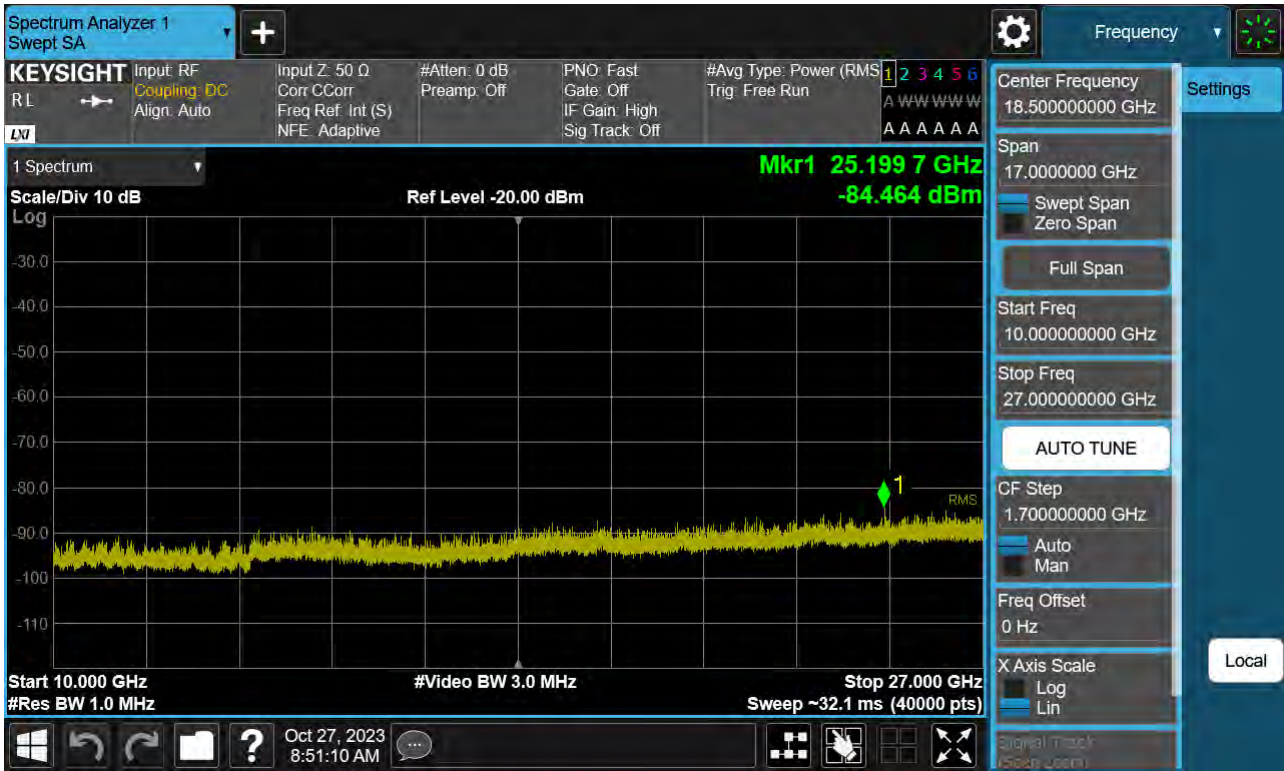 Spectrum Analyzer 1
Swept SA
Frequency
KEYSIGHT
RL
LXI
Input: RF
Coupling: DC
Align: Auto
Input Z: 50 Ω
Corr CCorr
Freq Ref: Int (S)
NFE: Adaptive
#Atten: 0 dB
Preamp: Off
PNO: Fast
Gate: Off
IF Gain: High
Sig Track: Off
#Avg Type: Power (RMS
Trig: Free Run
1 2 3 4 5 6
A W W W W W
A A A A A A
1 Spectrum
Scale/Div 10 dB
Log
Ref Level -20.00 dBm
Mkr1 25.199 7 GHz
-84.464 dBm
-30.0
-40.0
-50.0
-60.0
-70.0
-80.0
-90.0
-100
-110
1
RMS
Start 10.000 GHz
#Res BW 1.0 MHz
#Video BW 3.0 MHz
Stop 27.000 GHz
Sweep ~32.1 ms (40000 pts)
Center Frequency
18.500000000 GHz
Settings
Span
17.0000000 GHz
Swept Span
Zero Span
Full Span
Start Freq
10.000000000 GHz
Stop Freq
27.000000000 GHz
AUTO TUNE
CF Step
1.700000000 GHz
Auto
Man
Freq Offset
0 Hz
X Axis Scale
Log
Lin
Local
Signal Track
(Span Zoom)
?
Oct 27, 2023
8:51:10 AM